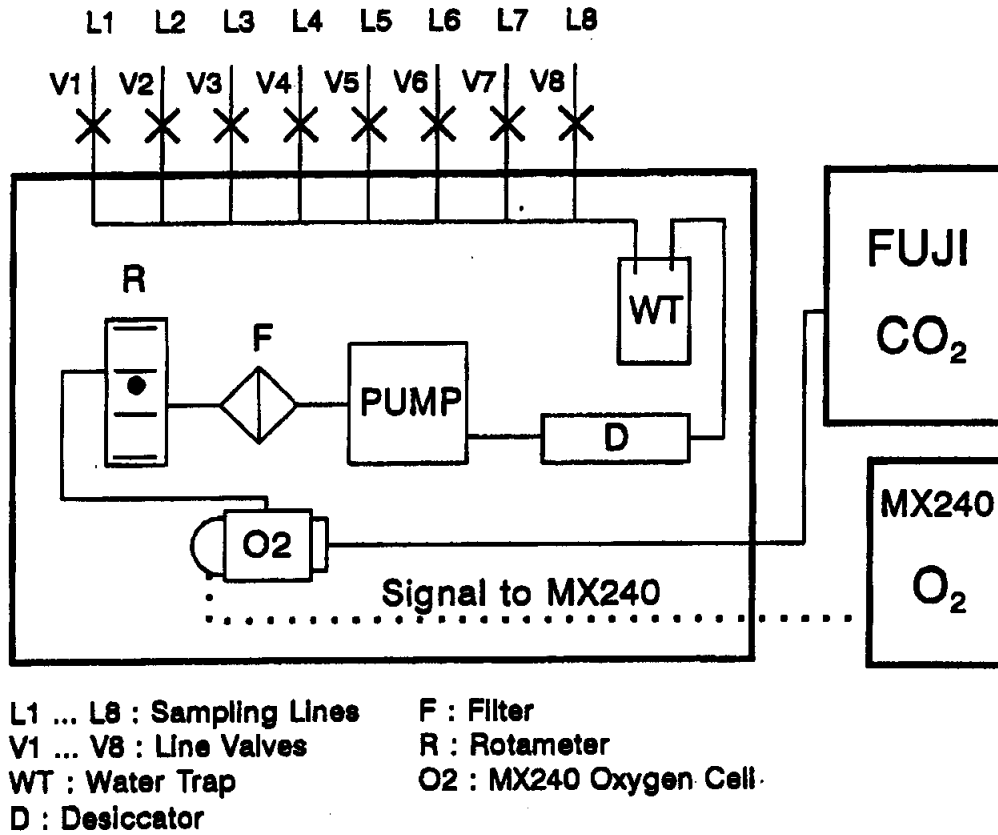 L1 L2 L3 L4 L5 L6 L7 L8
V1 V2 V3 V4 V5 V6 V7 V8
FUJI
CO₂
R
WT
F
PUMP
D
MX240
O₂
O2
Signal to MX240
L1 ... L8 : Sampling Lines
V1 ... V8 : Line Valves
WT : Water Trap
D : Desiccator
F : Filter
R : Rotameter
O2 : MX240 Oxygen Cell